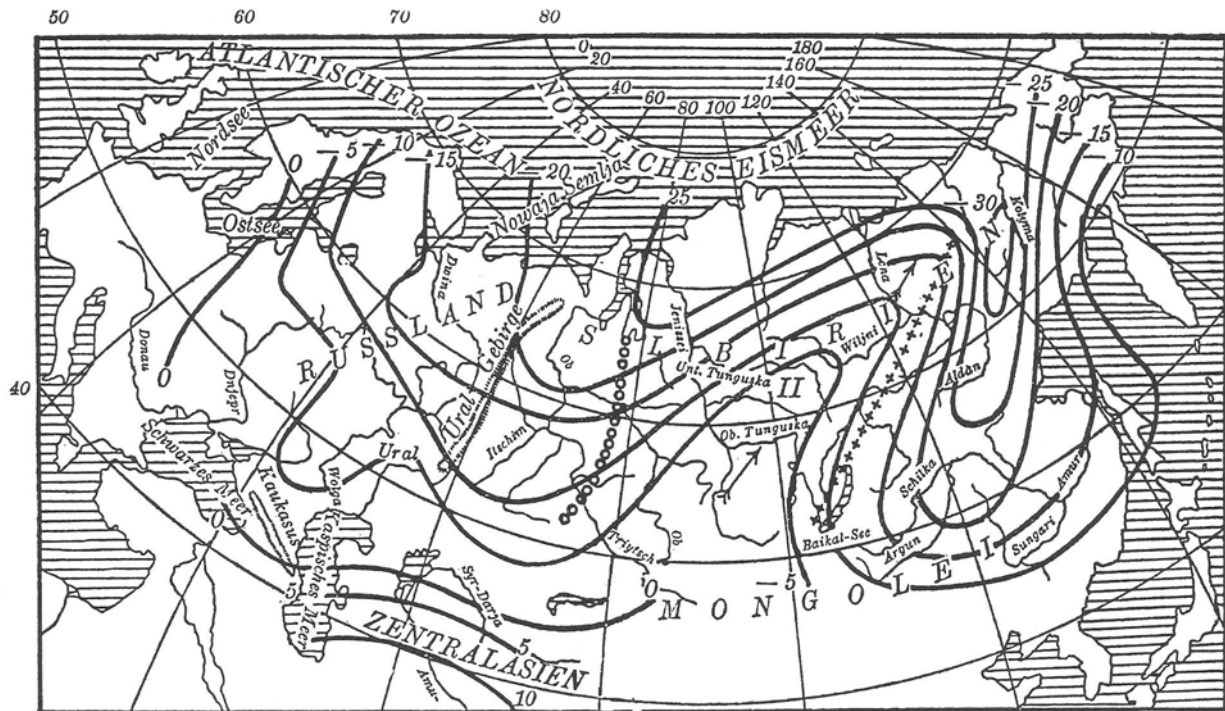 50 60 70 80
ATLANTISCHER OZEAN
NÖRDLICHES EISMEER
0
20
40
60
80
100
120
140
160
180
Nordsee
Ostsee
Nowaja Semlja
0
-5
-10
-15
-20
-25
-30
25
-20
-15
-10
Kolyma
Lena
Dwina
RUSSLAND
SIBIRIEN
Ural Gebirge
Ob
Jenissei
Wiljni
Unt. Tunguska
II
Aldan
Donau
Dnjepr
0
40
Ob. Tunguska
Ural
Itschim
Schilka
Amur
Schwarzes Meer
Kaukasus
Wolga
Kaspisches Meer
0
Baikal-See
Argun
Sungari
Ob
Syr-Darja
0
MONGOLEI
-5
5
ZENTRALASIEN
5
Amu-
10